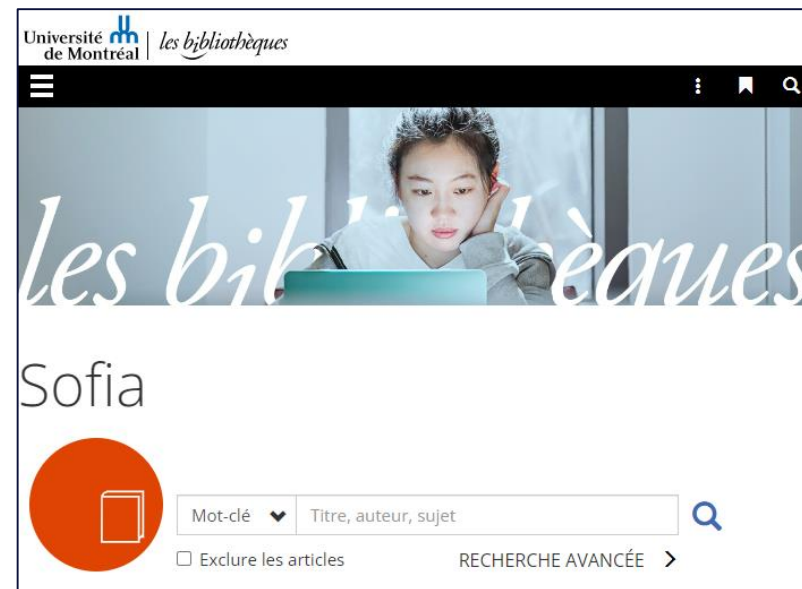 Université de Montréal | les bibliothèques
les bibliothèques
Sofia
Mot-clé Titre, auteur, sujet
Exclure les articles RECHERCHE AVANCÉE